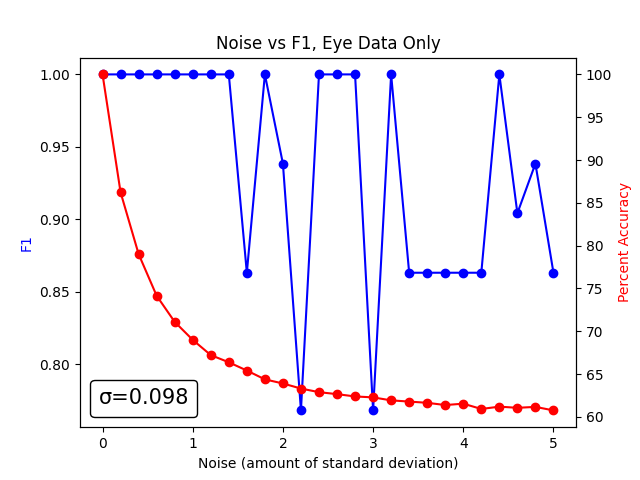 Noise vs F1, Eye Data Only
F1
1.00
0.95
0.90
0.85
0.80
100
95
90
85
80
75
70
65
60
Percent Accuracy
σ=0.098
0 1 2 3 4 5
Noise (amount of standard deviation)